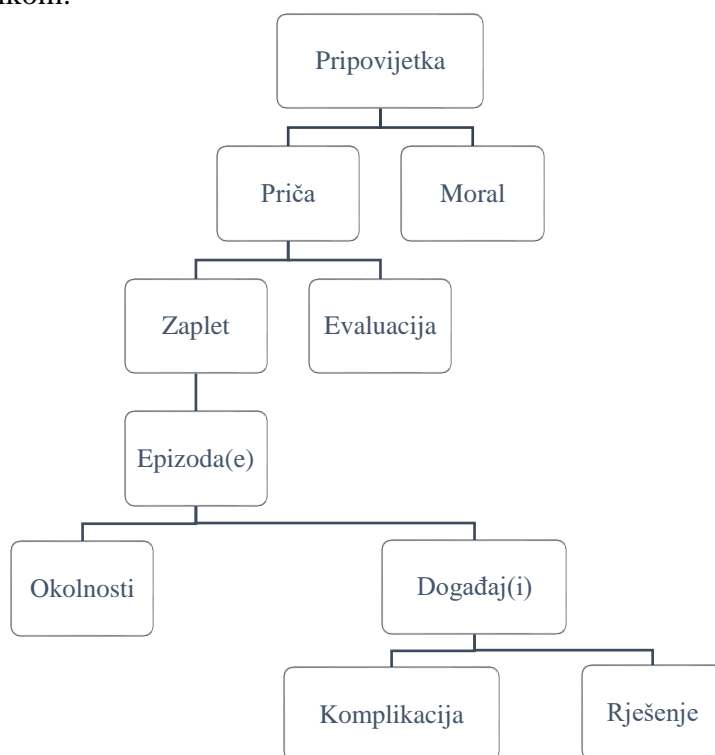 Pripovijetka
Priča
Moral
Zaplet
Evaluacija
Epizoda(e)
Okolnosti
Događaj(i)
Komplikacija
Rješenje